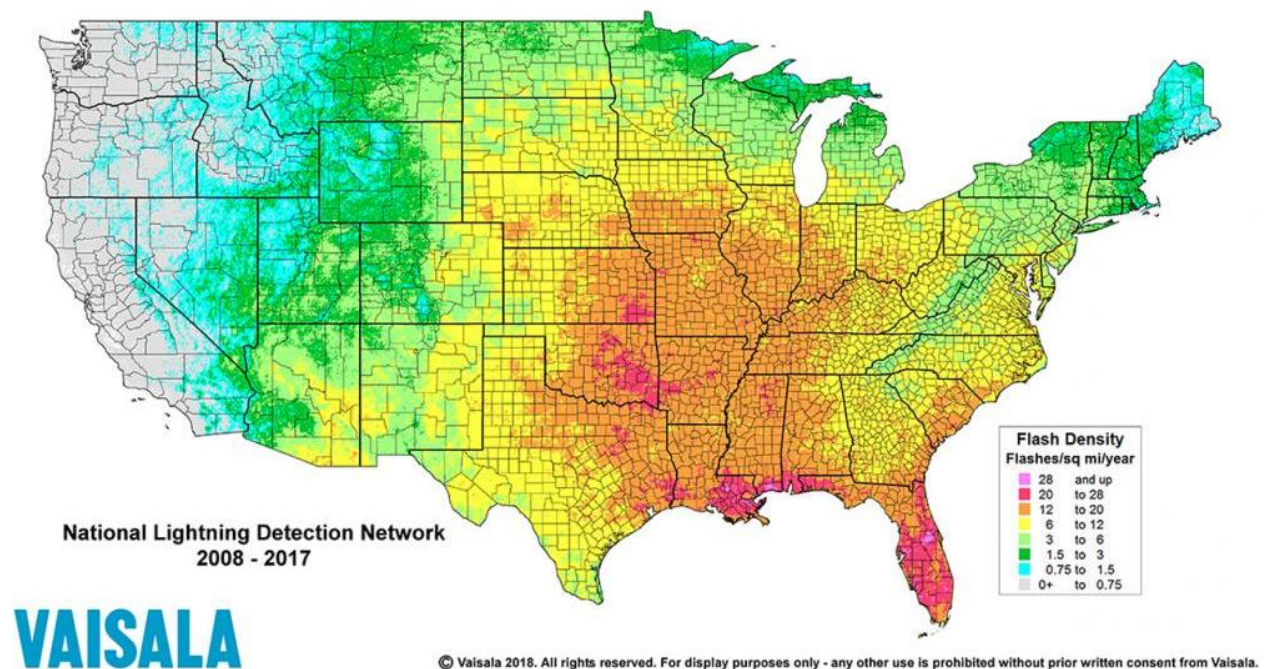 Flash Density
Flashes/sq mi/year
28 and up
20 to 28
12 to 20
6 to 12
3 to 6
1.5 to 3
0.75 to 1.5
0+ to 0.75
National Lightning Detection Network
2008 - 2017
VAISALA
© Vaisala 2018. All rights reserved. For display purposes only - any other use is prohibited without prior written consent from Vaisala.